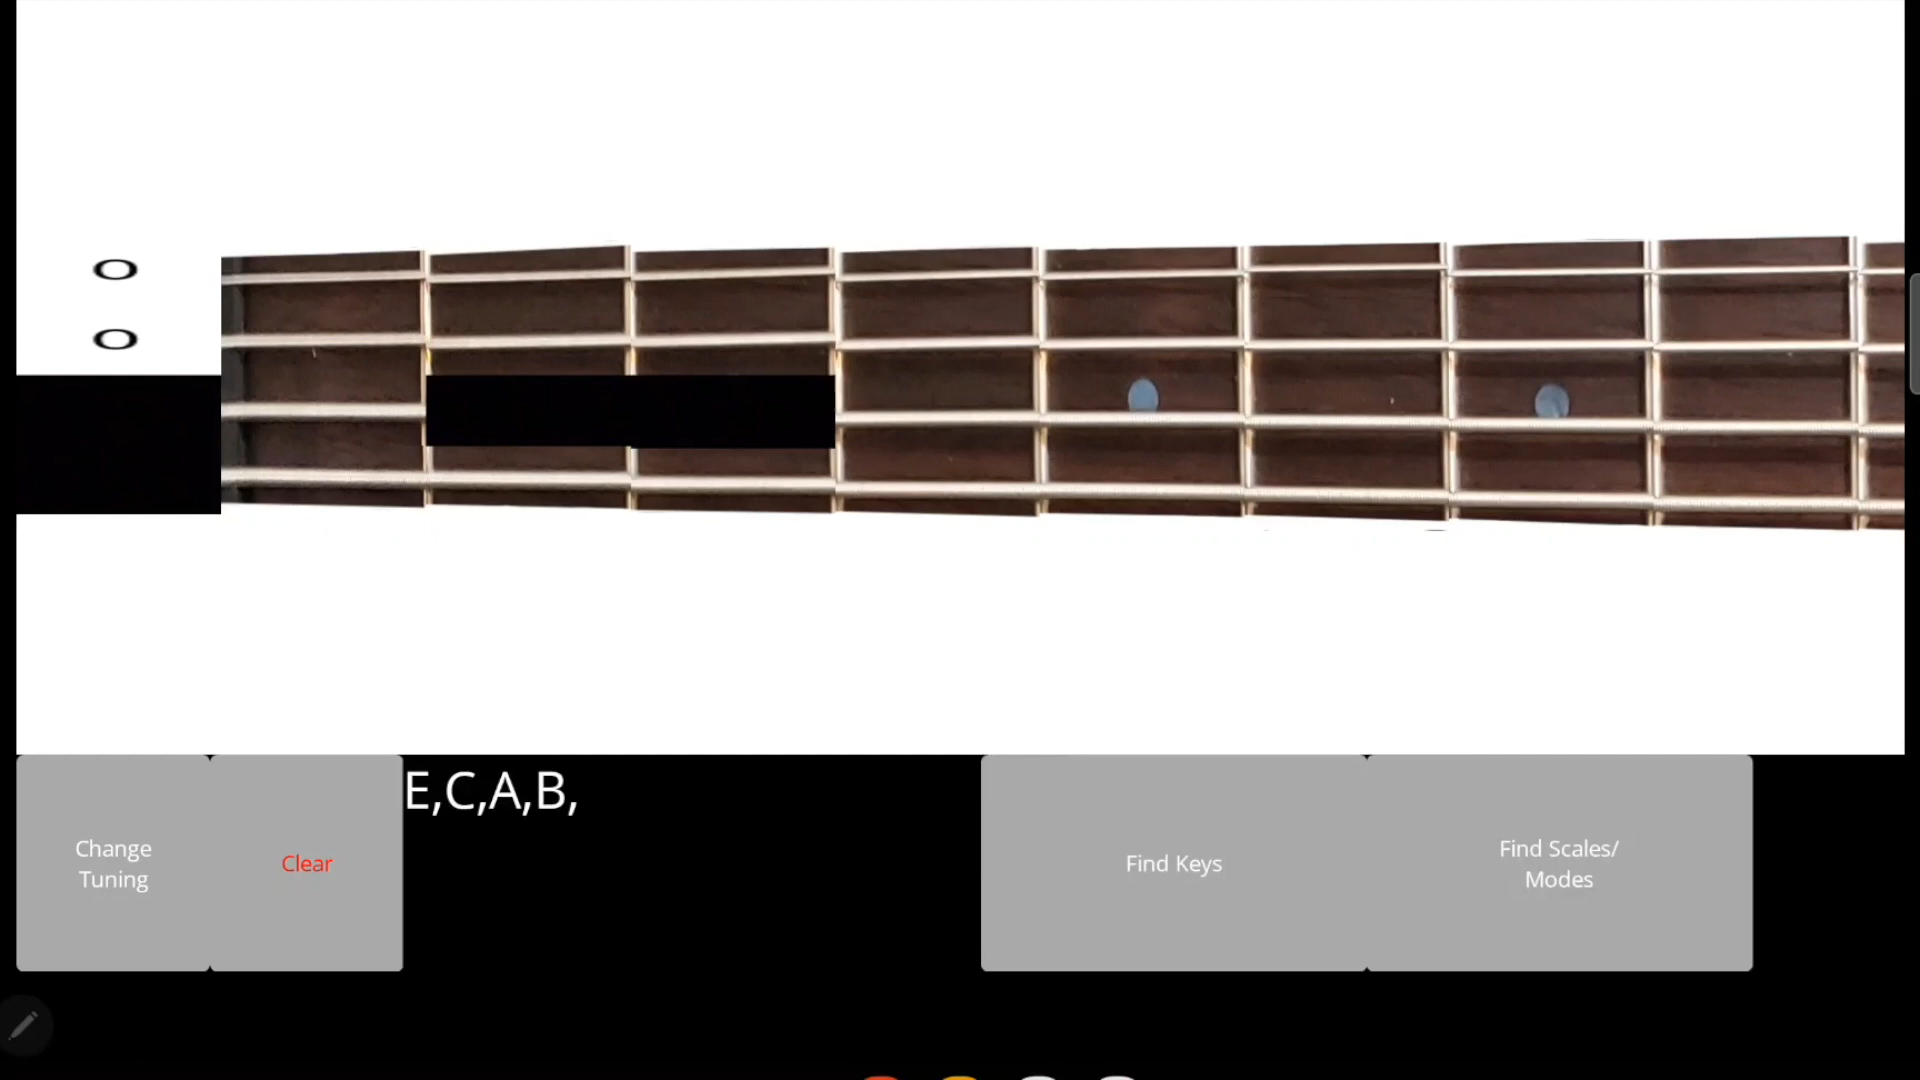 E,C,A,B,
Change
Tuning
Clear
Find Keys
Find Scales/
Modes